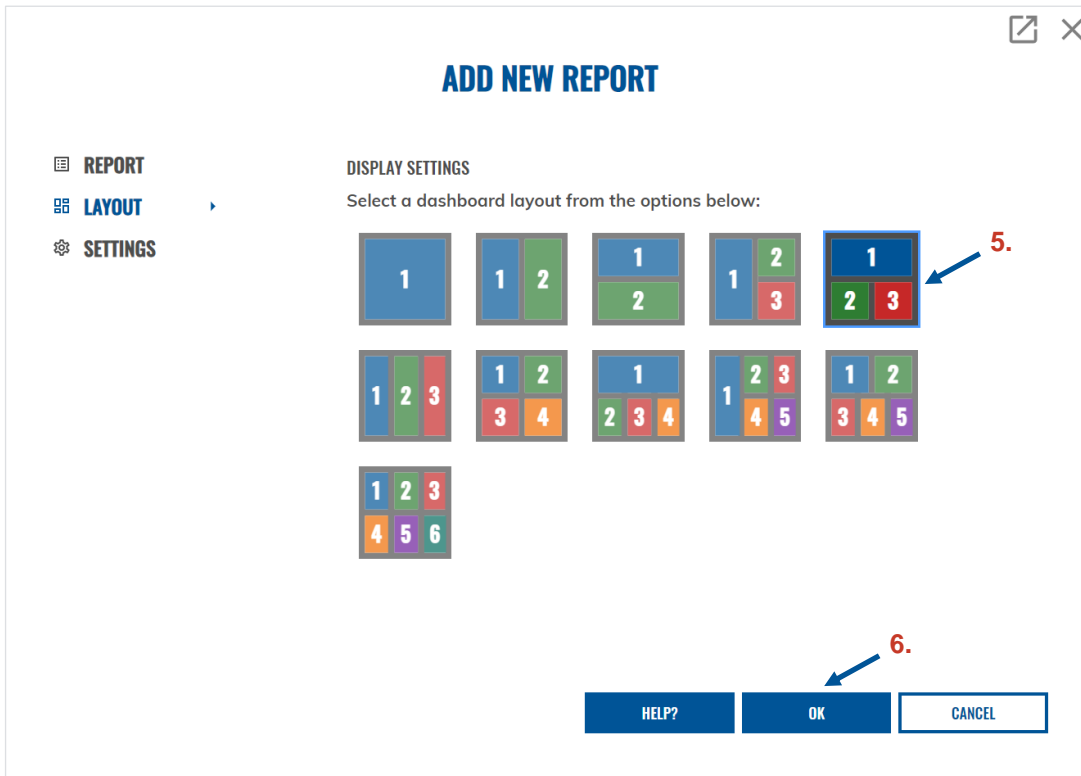 ADD NEW REPORT
REPORT
LAYOUT
SETTINGS
DISPLAY SETTINGS
Select a dashboard layout from the options below:
1
1 2
1
2
1 2
3
1
2 3
5.
1 2 3
1 2
3 4
1
2 3 4
1 2 3
4 5
1 2
3 4 5
1 2 3
4 5 6
6.
HELP?
OK
CANCEL